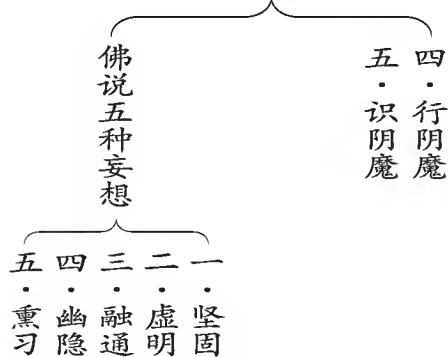 四·行阴魔
五·识阴魔
佛说五种妄想
一·坚固
二·虚明
三·融通
四·幽隐
五·熏习